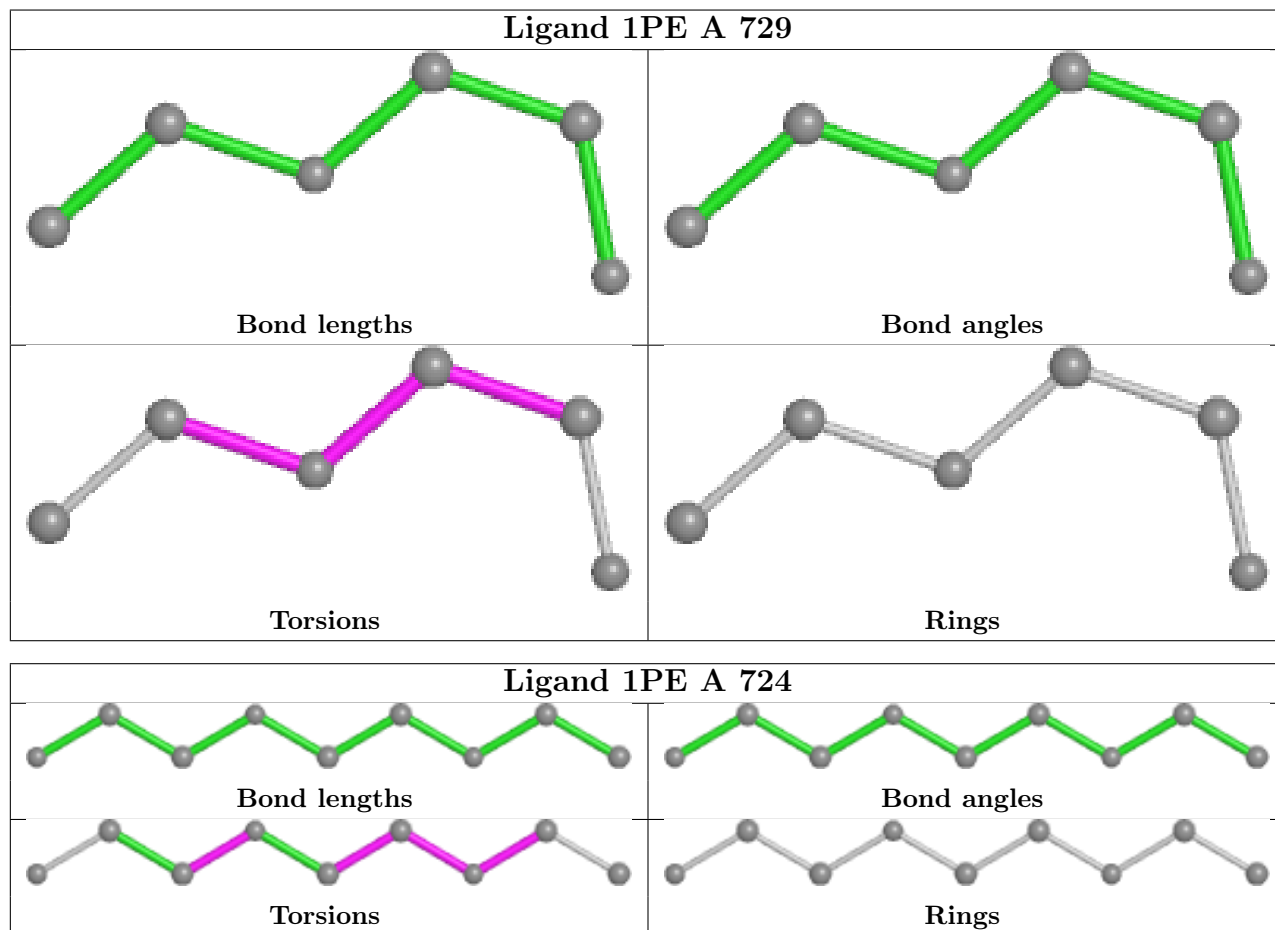 Ligand 1PE A 729
Bond lengths
Bond angles
Torsions
Rings
Ligand 1PE A 724
Bond lengths
Bond angles
Torsions
Rings